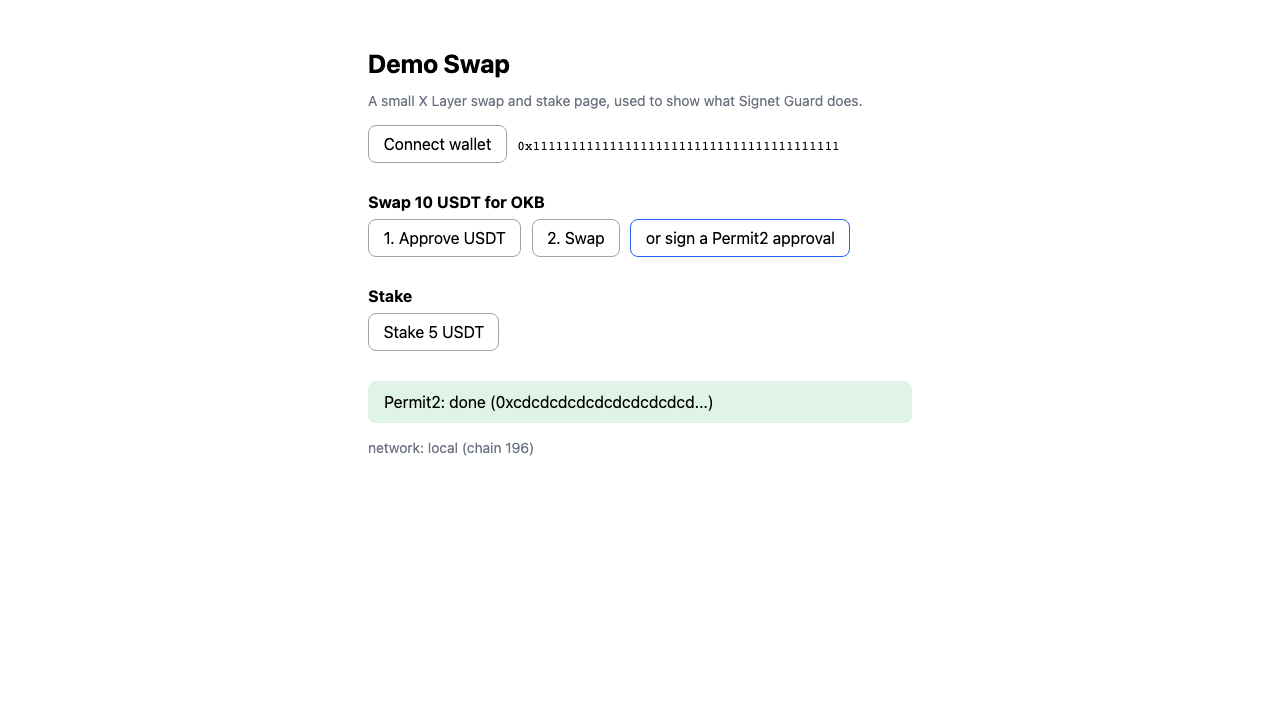 Demo Swap
A small X Layer swap and stake page, used to show what Signet Guard does.
Connect wallet 0x1111111111111111111111111111111111111111
Swap 10 USDT for OKB
1. Approve USDT 2. Swap or sign a Permit2 approval
Stake
Stake 5 USDT
Permit2: done (0xcdcdcdcdcdcdcdcdcdcd…)
network: local (chain 196)